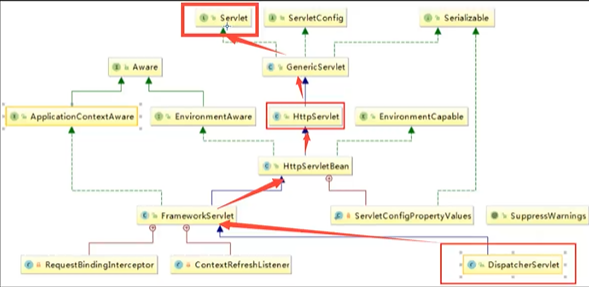 Servlet
ServletConfig
Serializable
Aware
GenericServlet
ApplicationContextAware
EnvironmentAware
HttpServlet
EnvironmentCapable
HttpServletBean
FrameworkServlet
ServletConfigPropertyValues
SuppressWarnings
RequestBindingInterceptor
ContextRefreshListener
DispatcherServlet